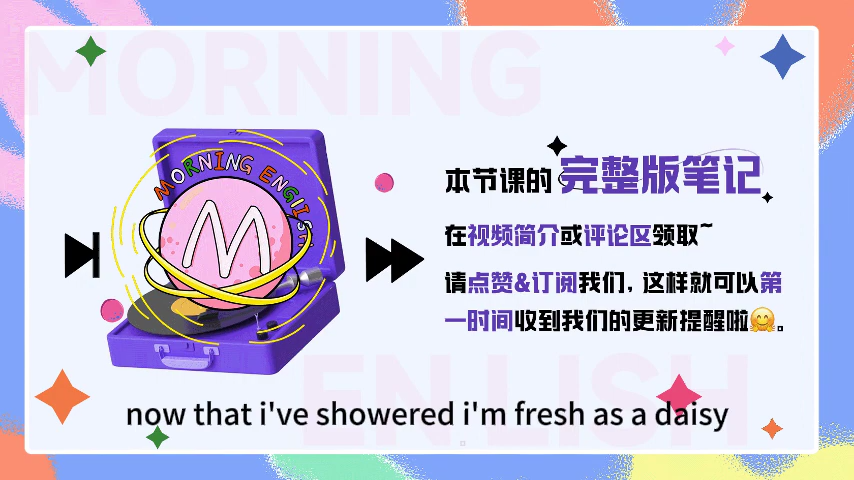 MORNING
MORNING ENGLISH
M
本节课的完整版笔记
在视频简介或评论区领取~
请点赞&订阅我们，这样就可以第
一时间收到我们的更新提醒啦🤗。
EN LISH
now that i've showered i'm fresh as a daisy